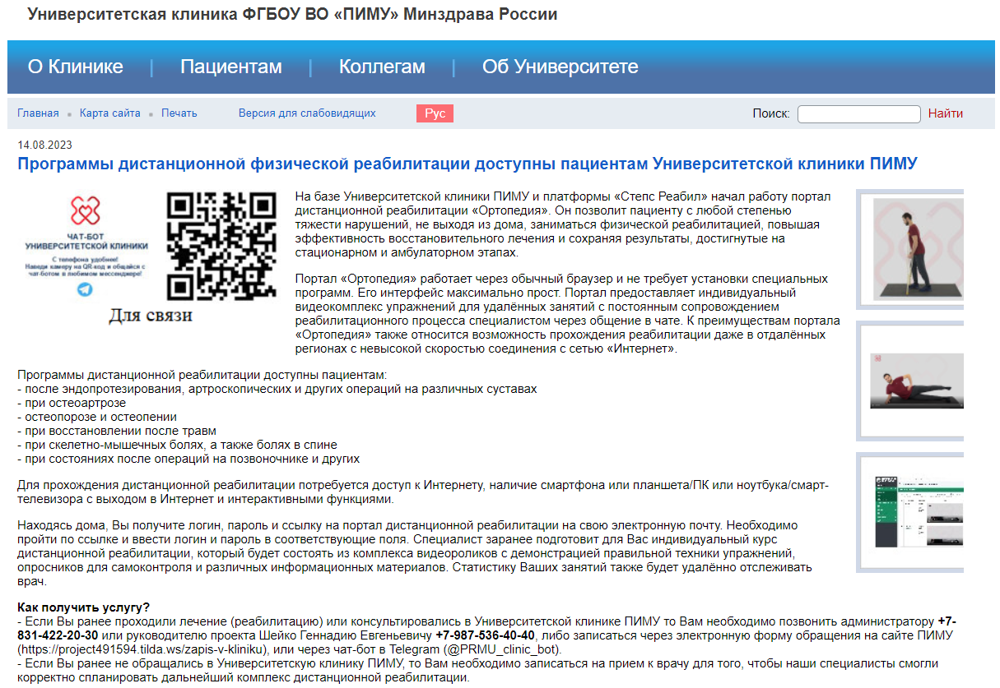 Университетская клиника ФГБОУ ВО «ПИМУ» Минздрава России
О Клинике | Пациентам | Коллегам | Об Университете
Главная Карта сайта Печать Версия для слабовидящих Рус Поиск: Найти
14.08.2023
Программы дистанционной физической реабилитации доступны пациентам Университетской клиники ПИМУ
ЧАТ-БОТ
УНИВЕРСИТЕТСКОЙ КЛИНИКИ
С телефона удобнее!
Наведи камеру на QR-код и общайся с
чат-ботом в любимом мессенджере!
Для связи
На базе Университетской клиники ПИМУ и платформы «Степс Реабил» начал работу портал
дистанционной реабилитации «Ортопедия». Он позволит пациенту с любой степенью
тяжести нарушений, не выходя из дома, заниматься физической реабилитацией, повышая
эффективность восстановительного лечения и сохраняя результаты, достигнутые на
стационарном и амбулаторном этапах.
Портал «Ортопедия» работает через обычный браузер и не требует установки специальных
программ. Его интерфейс максимально прост. Портал предоставляет индивидуальный
видеокомплекс упражнений для удалённых занятий с постоянным сопровождением
реабилитационного процесса специалистом через общение в чате. К преимуществам портала
«Ортопедия» также относится возможность прохождения реабилитации даже в отдалённых
регионах с невысокой скоростью соединения с сетью «Интернет».
Программы дистанционной реабилитации доступны пациентам:
- после эндопротезирования, артроскопических и других операций на различных суставах
- при остеоартрозе
- остеопорозе и остеопении
- при восстановлении после травм
- при скелетно-мышечных болях, а также болях в спине
- при состояниях после операций на позвоночнике и других
Для прохождения дистанционной реабилитации потребуется доступ к Интернету, наличие смартфона или планшета/ПК или ноутбука/смарт-
телевизора с выходом в Интернет и интерактивными функциями.
Находясь дома, Вы получите логин, пароль и ссылку на портал дистанционной реабилитации на свою электронную почту. Необходимо
пройти по ссылке и ввести логин и пароль в соответствующие поля. Специалист заранее подготовит для Вас индивидуальный курс
дистанционной реабилитации, который будет состоять из комплекса видеороликов с демонстрацией правильной техники упражнений,
опросников для самоконтроля и различных информационных материалов. Статистику Ваших занятий также будет удалённо отслеживать
врач.
Как получить услугу?
- Если Вы ранее проходили лечение (реабилитацию) или консультировались в Университетской клинике ПИМУ то Вам необходимо позвонить администратору +7-
831-422-20-30 или руководителю проекта Шейко Геннадию Евгеньевичу +7-987-536-40-40, либо записаться через электронную форму обращения на сайте ПИМУ
(https://project491594.tilda.ws/zapis-v-kliniku), или через чат-бот в Telegram (@PRMU_clinic_bot).
- Если Вы ранее не обращались в Университетскую клинику ПИМУ, то Вам необходимо записаться на прием к врачу для того, чтобы наши специалисты смогли
корректно спланировать дальнейший комплекс дистанционной реабилитации.